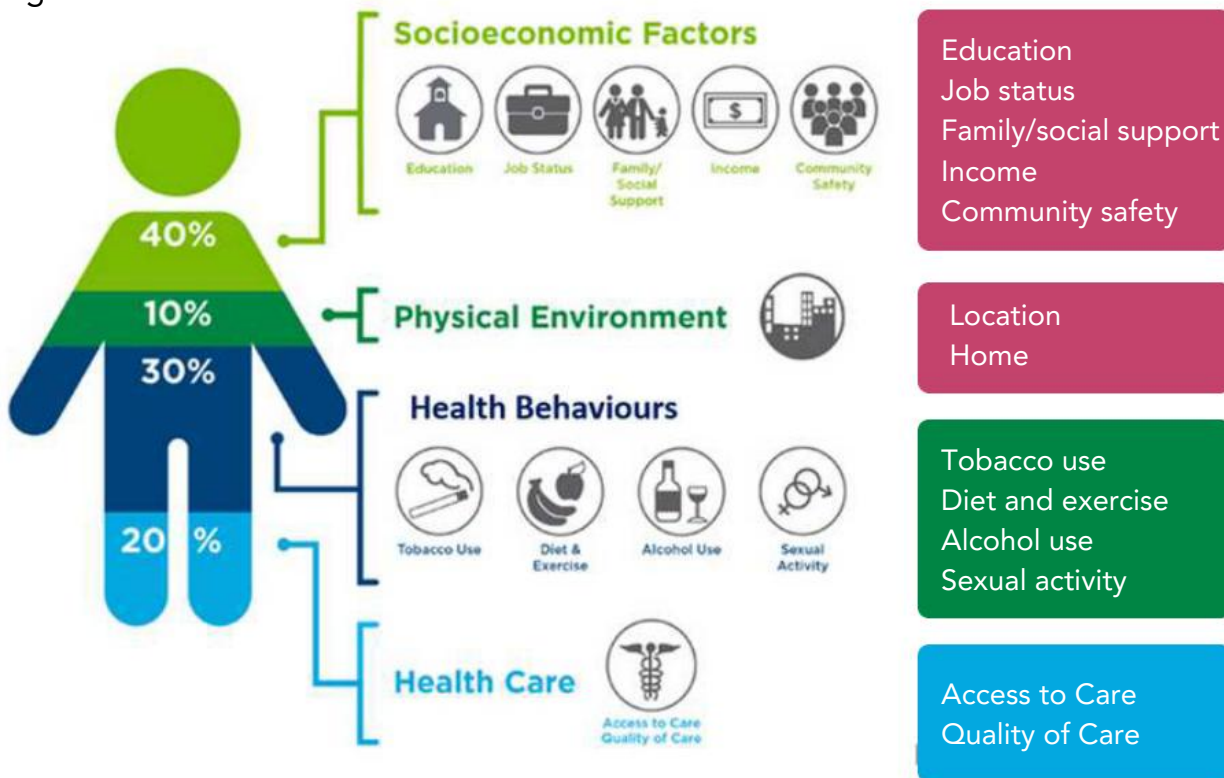 Socioeconomic Factors
Education
Job Status
Family/
Social
Support
Income
Community
Safety
40%
10%
Physical Environment
30%
Health Behaviours
Tobacco Use
Diet &
Exercise
Alcohol Use
Sexual
Activity
20 %
Health Care
Access to Care
Quality of Care
Education
Job status
Family/social support
Income
Community safety
Location
Home
Tobacco use
Diet and exercise
Alcohol use
Sexual activity
Access to Care
Quality of Care